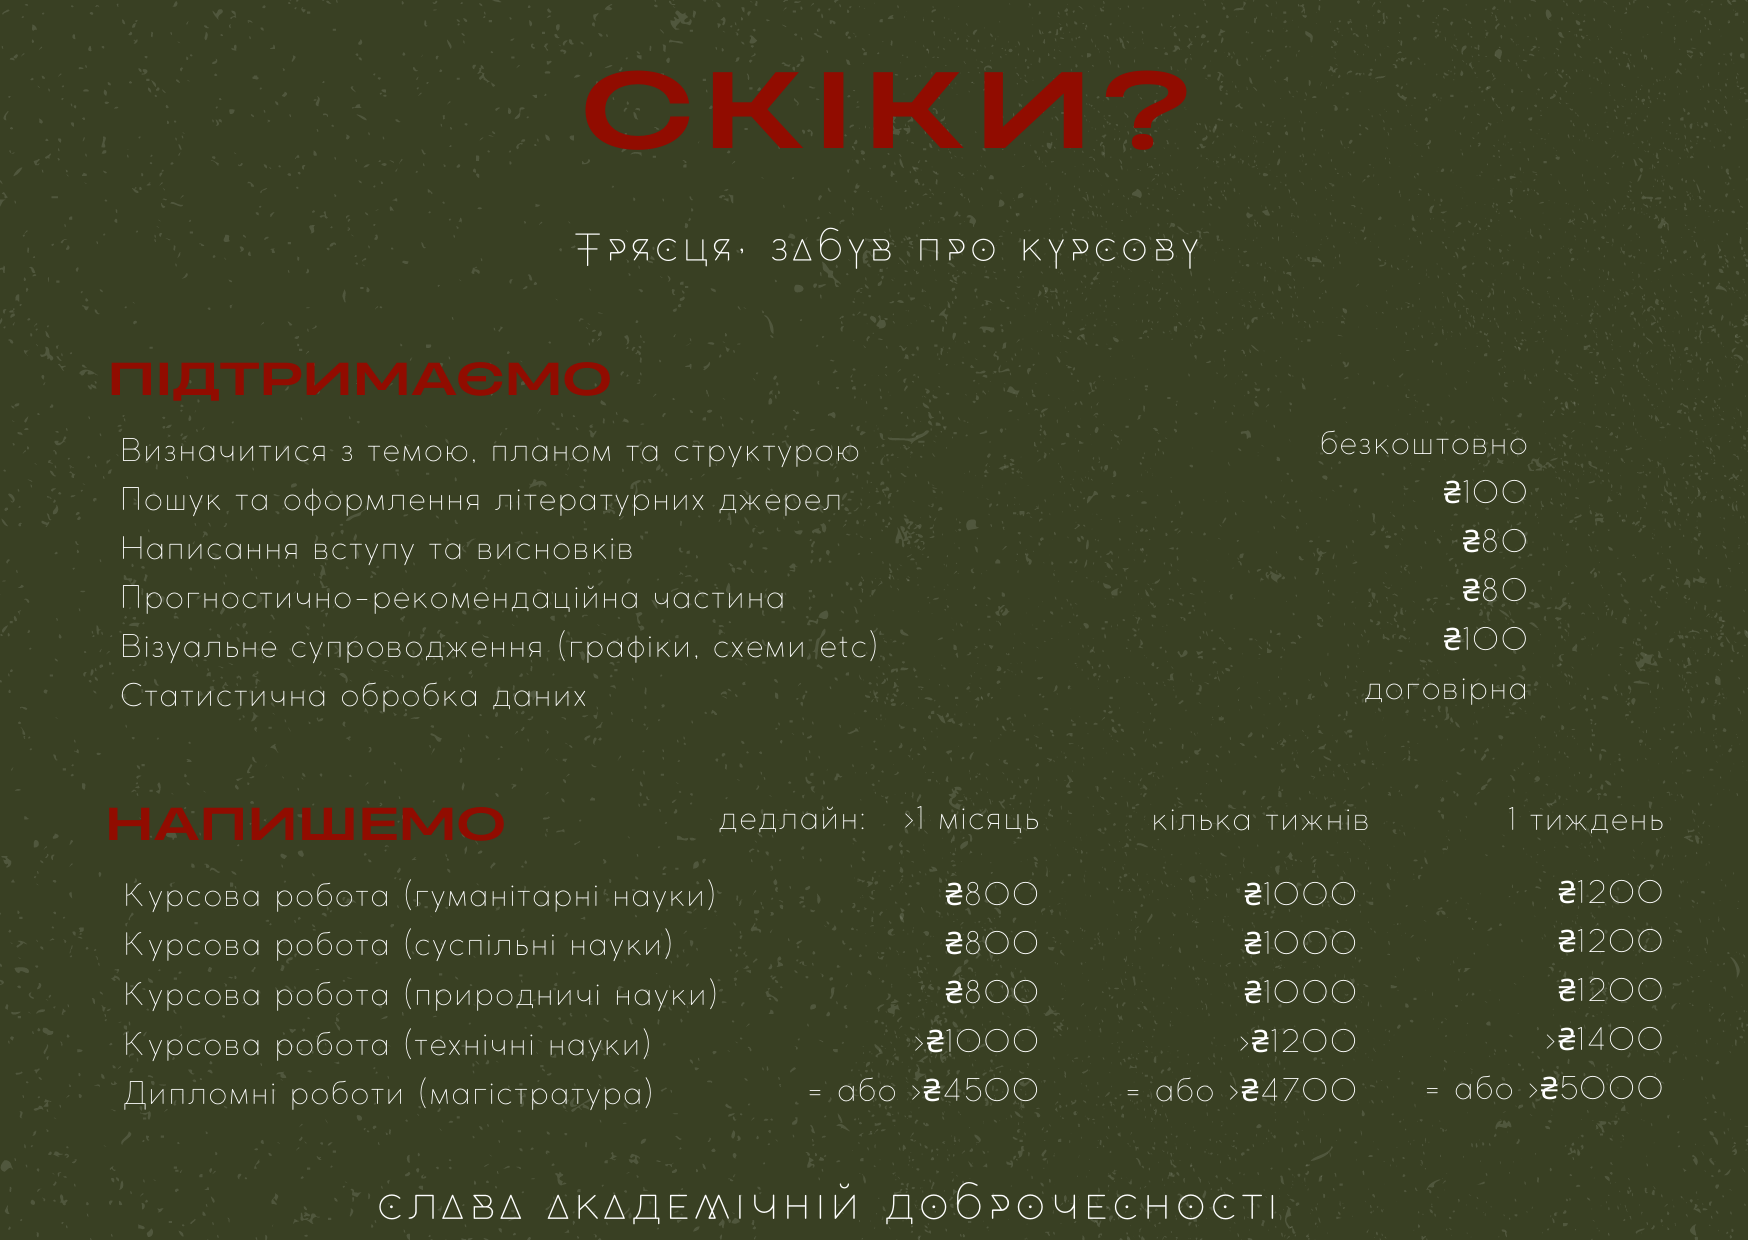 СКІКИ?
Трясця, забув про курсову
ПІДТРИМАЄМО
Визначитися з темою, планом та структурою безкоштовно
Пошук та оформлення літературних джерел ₴100
Написання вступу та висновків ₴80
Прогностично-рекомендаційна частина ₴80
Візуальне супроводження (графіки, схеми etc) ₴100
Статистична обробка даних договірна
НАПИШЕМО дедлайн: >1 місяць кілька тижнів 1 тиждень
Курсова робота (гуманітарні науки) ₴800 ₴1000 ₴1200
Курсова робота (суспільні науки) ₴800 ₴1000 ₴1200
Курсова робота (природничі науки) ₴800 ₴1000 ₴1200
Курсова робота (технічні науки) >₴1000 >₴1200 >₴1400
Дипломні роботи (магістратура) = або >₴4500 = або >₴4700 = або >₴5000
СЛАВА АКАДЕМІЧНІЙ ДОБРОЧЕСНОСТІ